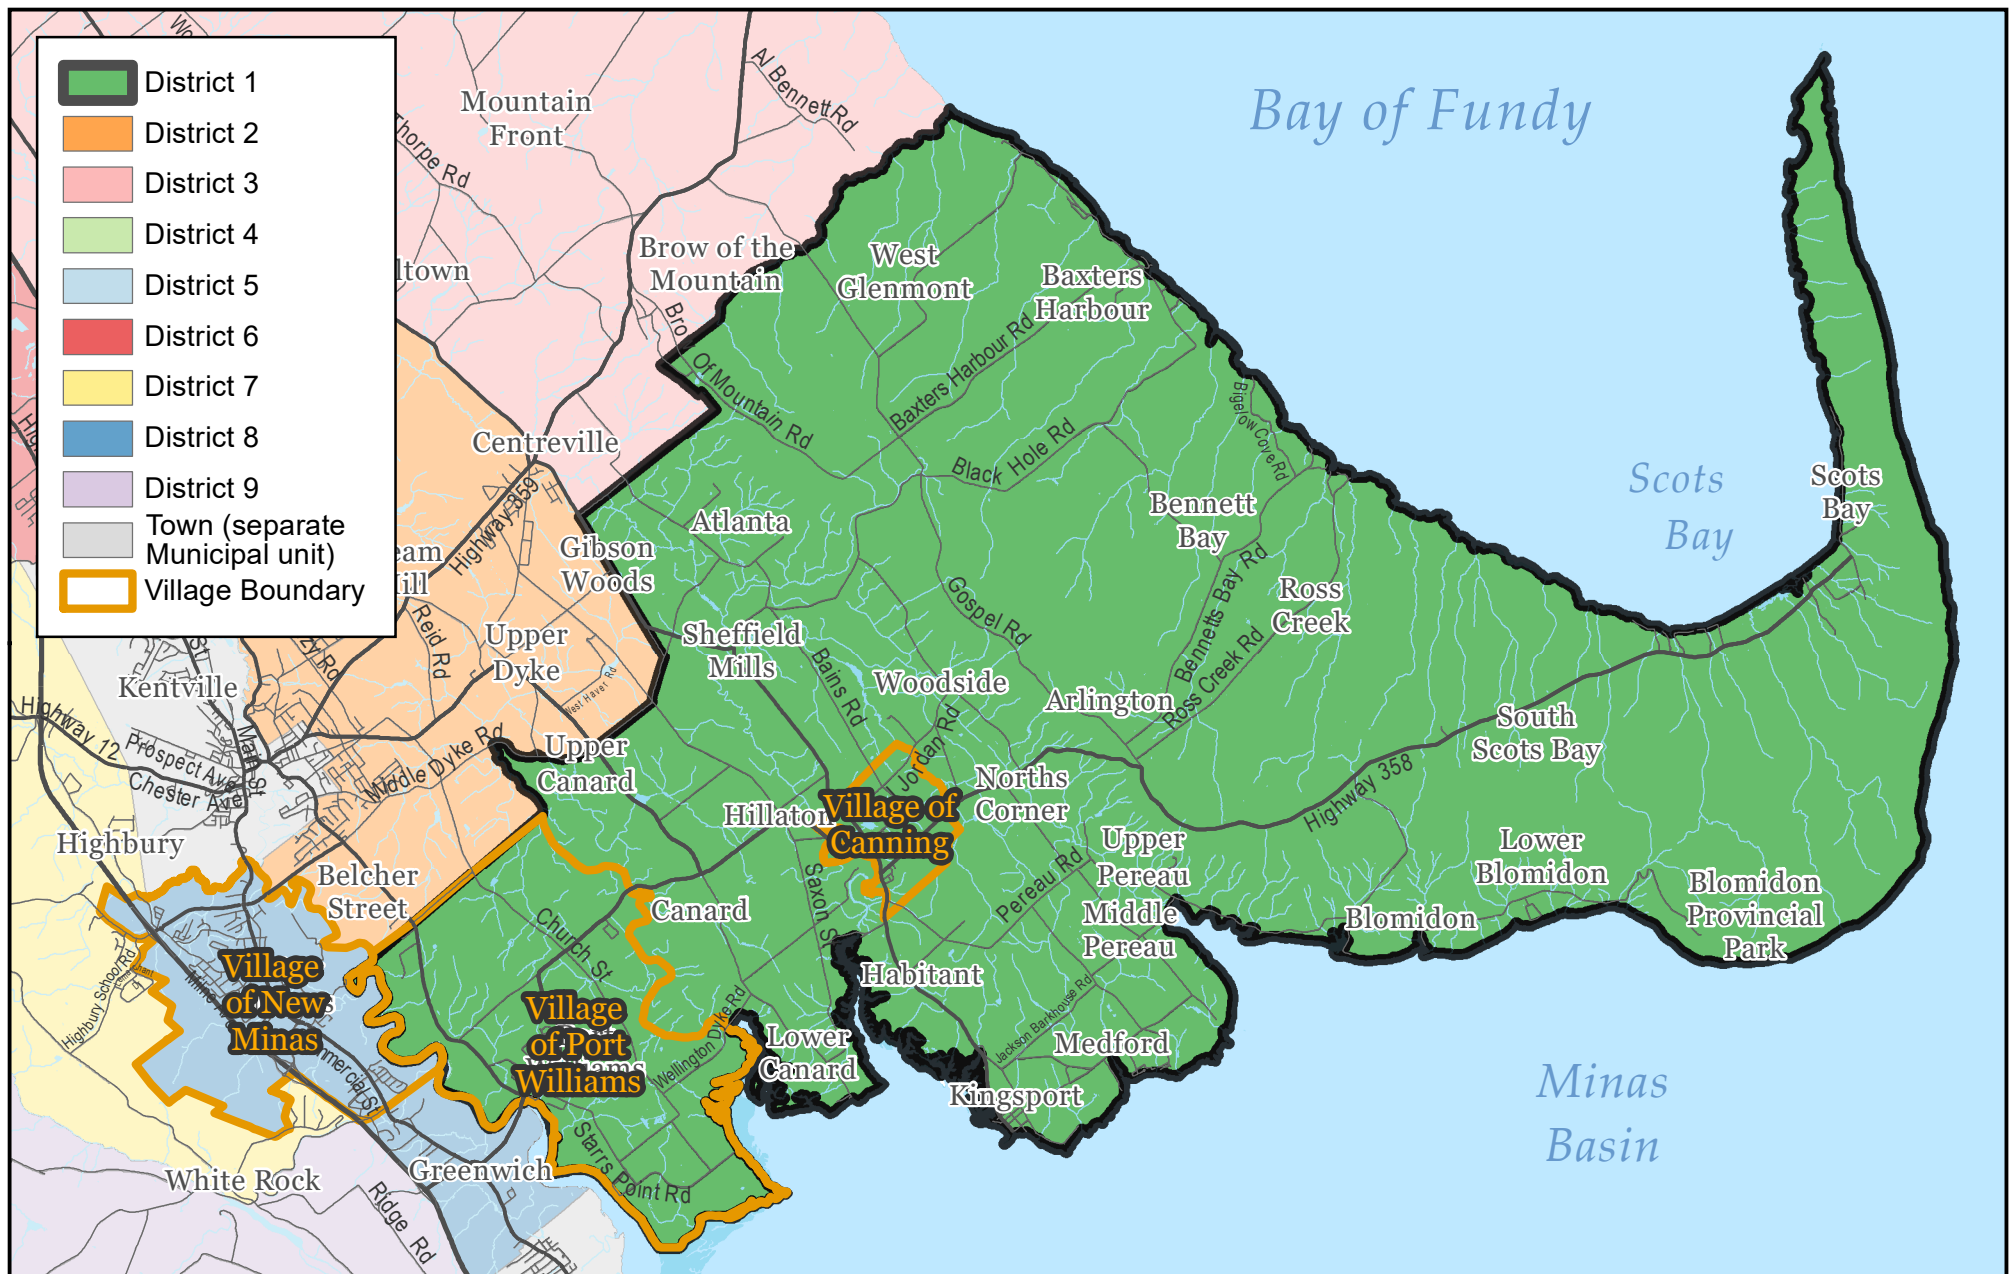 District 1
District 2
District 3
District 4
District 5
District 6
District 7
District 8
District 9
Town (separate
Municipal unit)
Village Boundary
Bay of Fundy
Scots
Bay
Minas
Basin
Al Bennett Rd
Mountain
Front
Thorpe Rd
Brow of the
Mountain
West
Glenmont
Baxters
Harbour
Baxters Harbour Rd
Of Mountain Rd
Black Hole Rd
Bigelow Cove Rd
Centreville
Highway 359
Atlanta
Gibson
Woods
Bennett
Bay
Bennetts Bay Rd
Ross
Creek
Ross Creek Rd
Scots
Bay
Gospel Rd
Reid Rd
Upper
Dyke
West Haver Rd
Sheffield
Mills
Bains Rd
Woodside
Arlington
Jordan Rd
South
Scots Bay
Highway 358
Kentville
Highway 12
Prospect Ave
Chester Ave
Main St
Middle Dyke Rd
Upper
Canard
Hillaton
Village of
Canning
Norths
Corner
Upper
Pereau
Pereau Rd
Middle
Pereau
Lower
Blomidon
Blomidon
Blomidon
Provincial
Park
Highbury
Belcher
Street
Canard
Church St
Saxon S
Habitant
Highbury School Rd
Village
of New
Minas
Village
of Port
Williams
Wellington Dyke Rd
Lower
Canard
Jackson Barkhouse Rd
Medford
Kingsport
Starrs Point Rd
White Rock
Greenwich
Ridge Rd